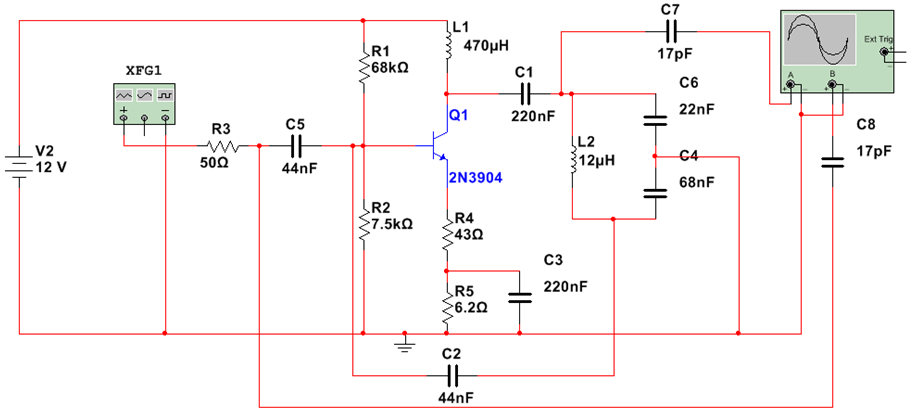 XFG1
V2
12 V
R3
50Ω
C5
44nF
R1
68kΩ
R2
7.5kΩ
L1
470µH
Q1
2N3904
R4
43Ω
R5
6.2Ω
C3
220nF
C2
44nF
C1
220nF
L2
12µH
C7
17pF
C6
22nF
C4
68nF
Ext Trig
A
B
C8
17pF